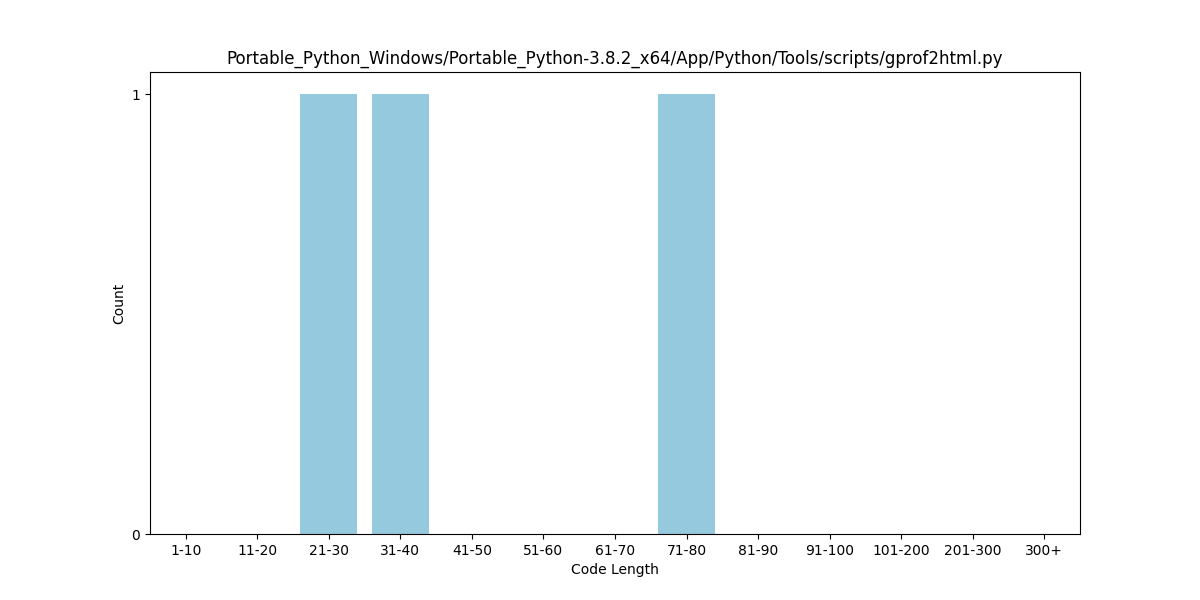 Portable_Python_Windows/Portable_Python-3.8.2_x64/App/Python/Tools/scripts/gprof2html.py
1
Count
0
1-10 11-20 21-30 31-40 41-50 51-60 61-70 71-80 81-90 91-100 101-200 201-300 300+
Code Length